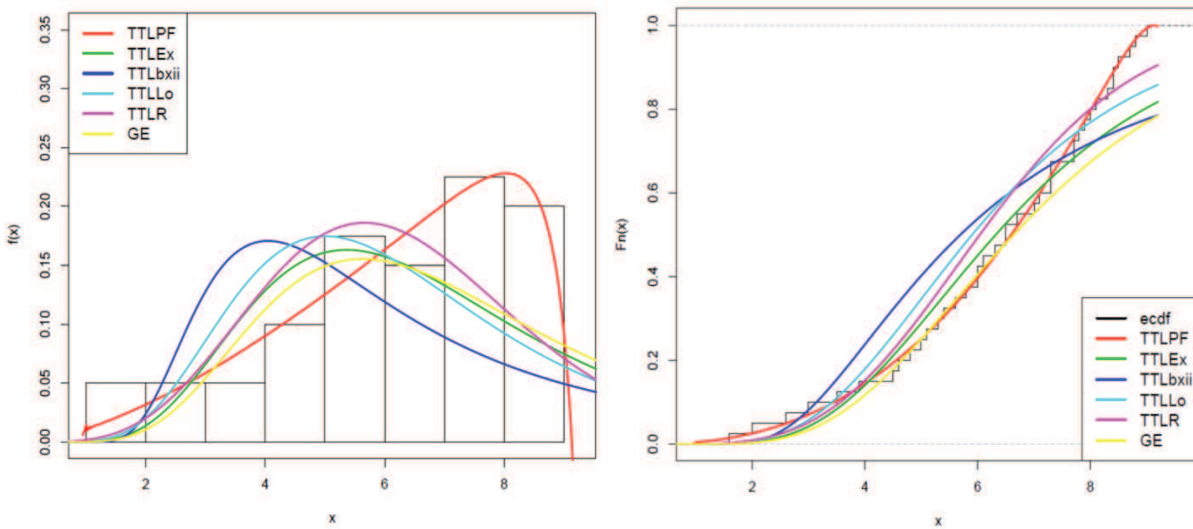 f(x)
0.35
0.30
0.25
0.20
0.15
0.10
0.05
0.00
TTLPF
TTLEx
TTLbxii
TTLLo
TTLR
GE
2 4 6 8
x
Fn(x)
1.0
0.8
0.6
0.4
0.2
0.0
ecdf
TTLPF
TTLEx
TTLbxii
TTLLo
TTLR
GE
2 4 6 8
x